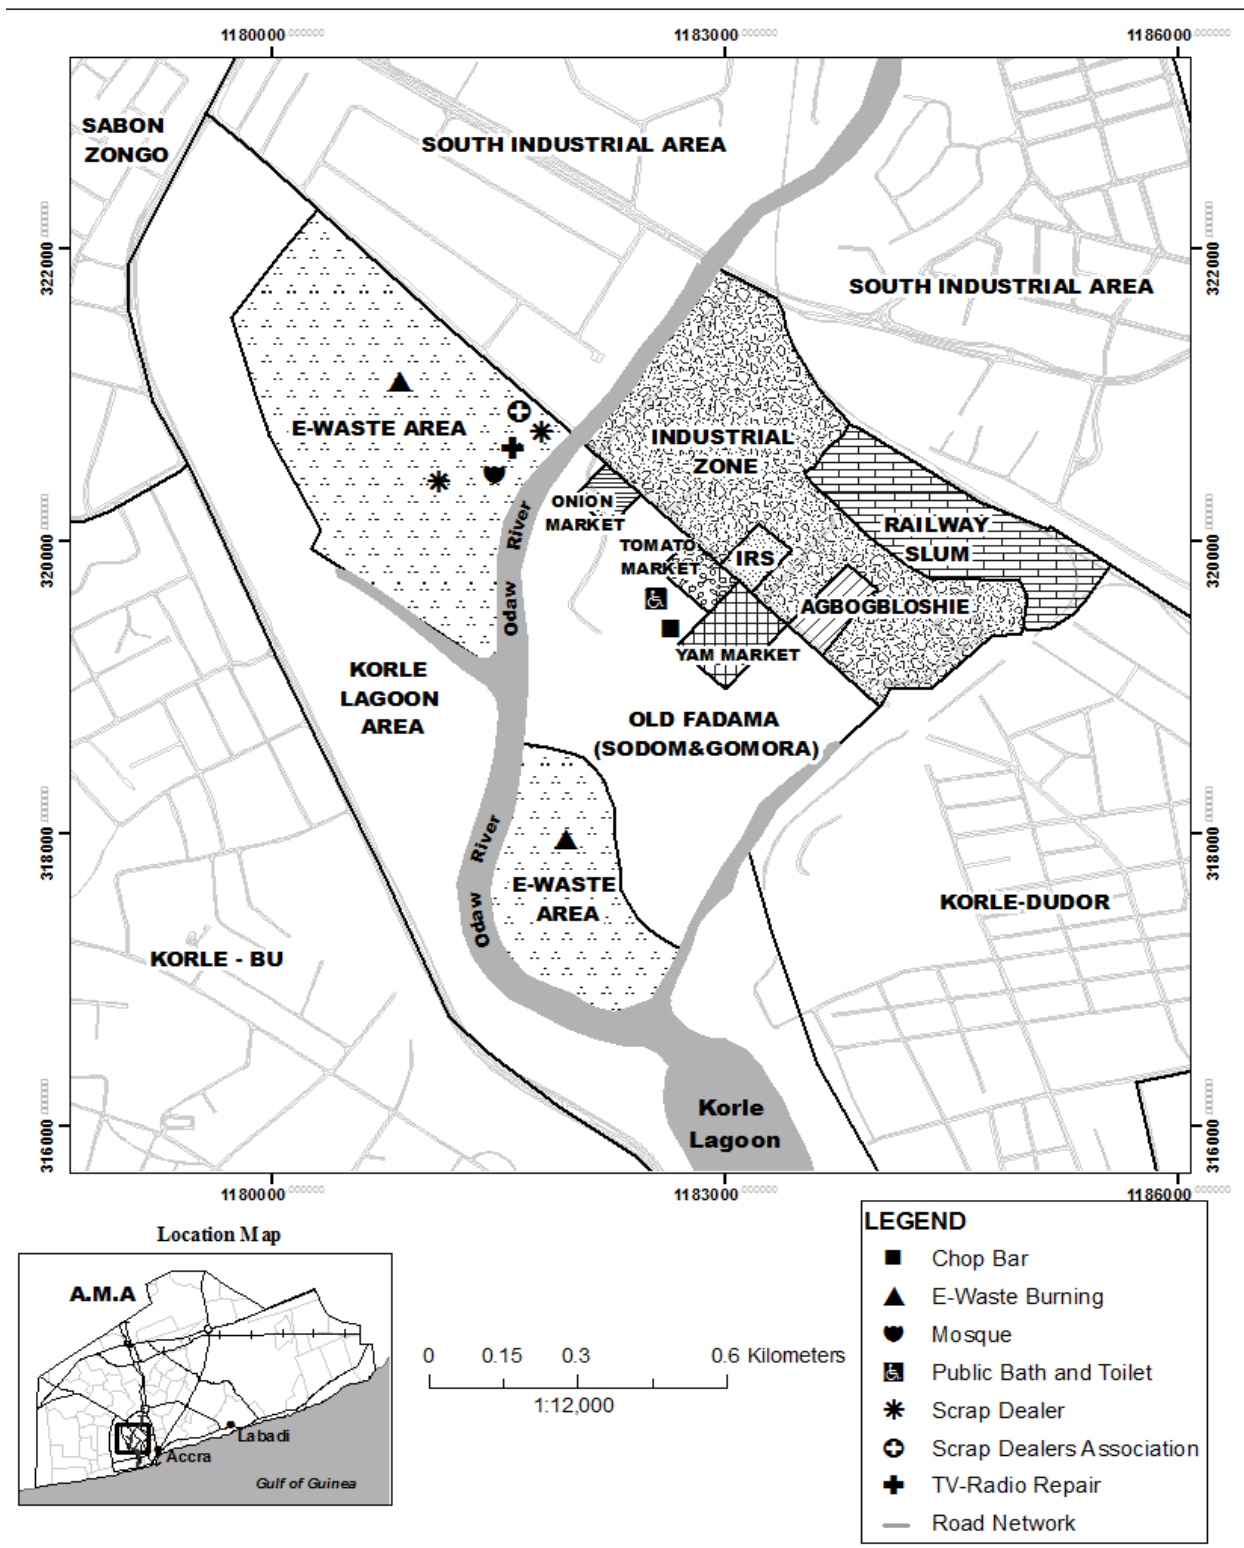 1180000 1183000 1186000
SABON
ZONGO
SOUTH INDUSTRIAL AREA
322000
322000
SOUTH INDUSTRIAL AREA
E-WASTE AREA
INDUSTRIAL
ZONE
ONION
MARKET
River
Odaw
TOMATO
MARKET
IRS
RAILWAY
SLUM
320000
320000
AGBOGBLOSHIE
YAM MARKET
KORLE
LAGOON
AREA
OLD FADAMA
(SODOM&GOMORA)
318000
318000
River
Odaw
E-WASTE
AREA
KORLE-DUDOR
KORLE - BU
Korle
Lagoon
316000
316000
1180000 1183000 1186000
Location Map
A.M.A
Labadi
Accra
Gulf of Guinea
0 0.15 0.3 0.6 Kilometers
1:12,000
LEGEND
Chop Bar
E-Waste Burning
Mosque
Public Bath and Toilet
Scrap Dealer
Scrap Dealers Association
TV-Radio Repair
Road Network